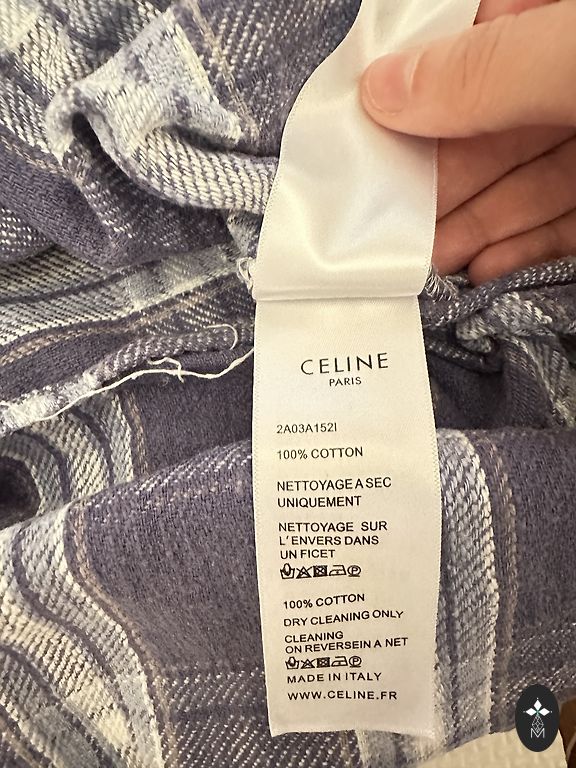 CELINE
PARIS
2A03A152I
100% COTTON
NETTOYAGE A SEC
UNIQUEMENT
NETTOYAGE SUR
L'ENVERS DANS
UN FICET
100% COTTON
DRY CLEANING ONLY
CLEANING
ON REVERSEIN A NET
MADE IN ITALY
WWW.CELINE.FR
M